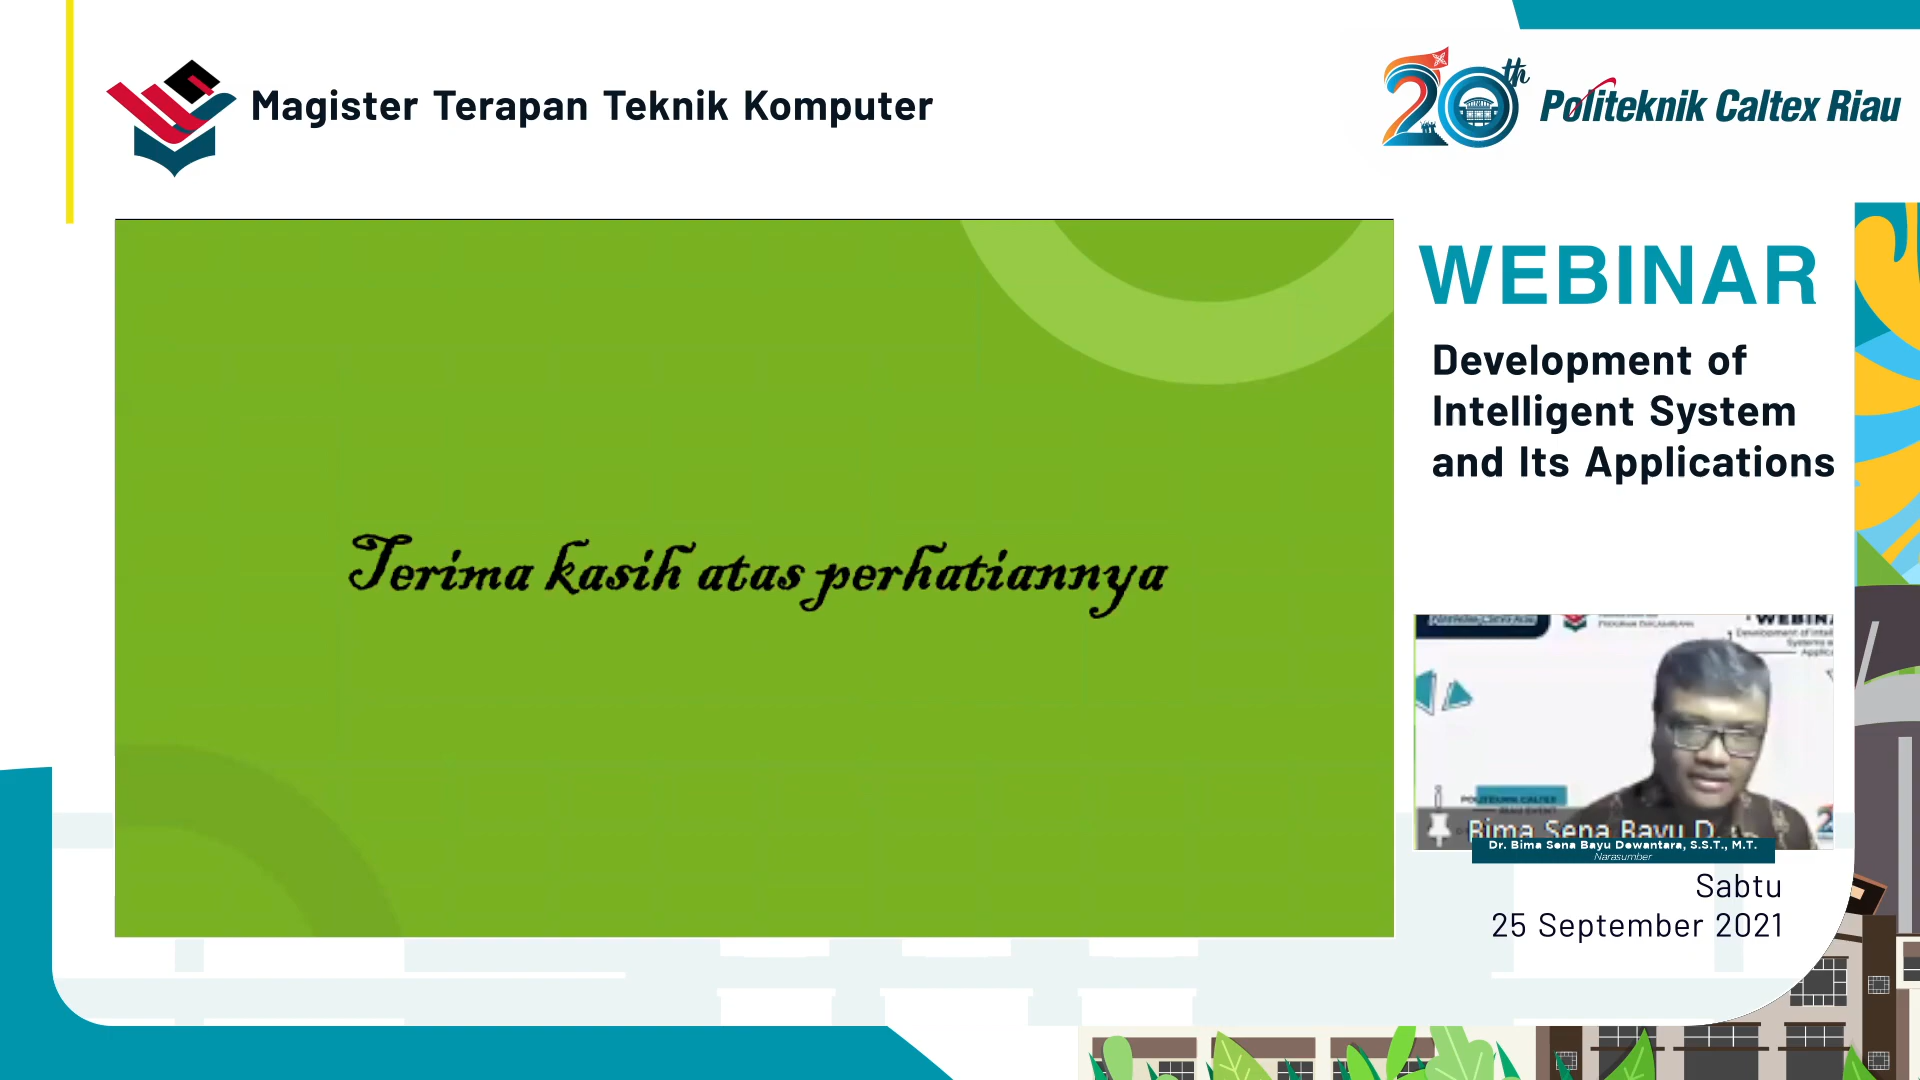 Magister Terapan Teknik Komputer
20th
Politeknik Caltex Riau
WEBINAR
Development of
Intelligent System
and Its Applications
Terima kasih atas perhatiannya
WEBINA
Bima Sena Bayu D.
Dr. Bima Sena Bayu Dewantara, S.S.T., M.T.
Narasumber
Sabtu
25 September 2021